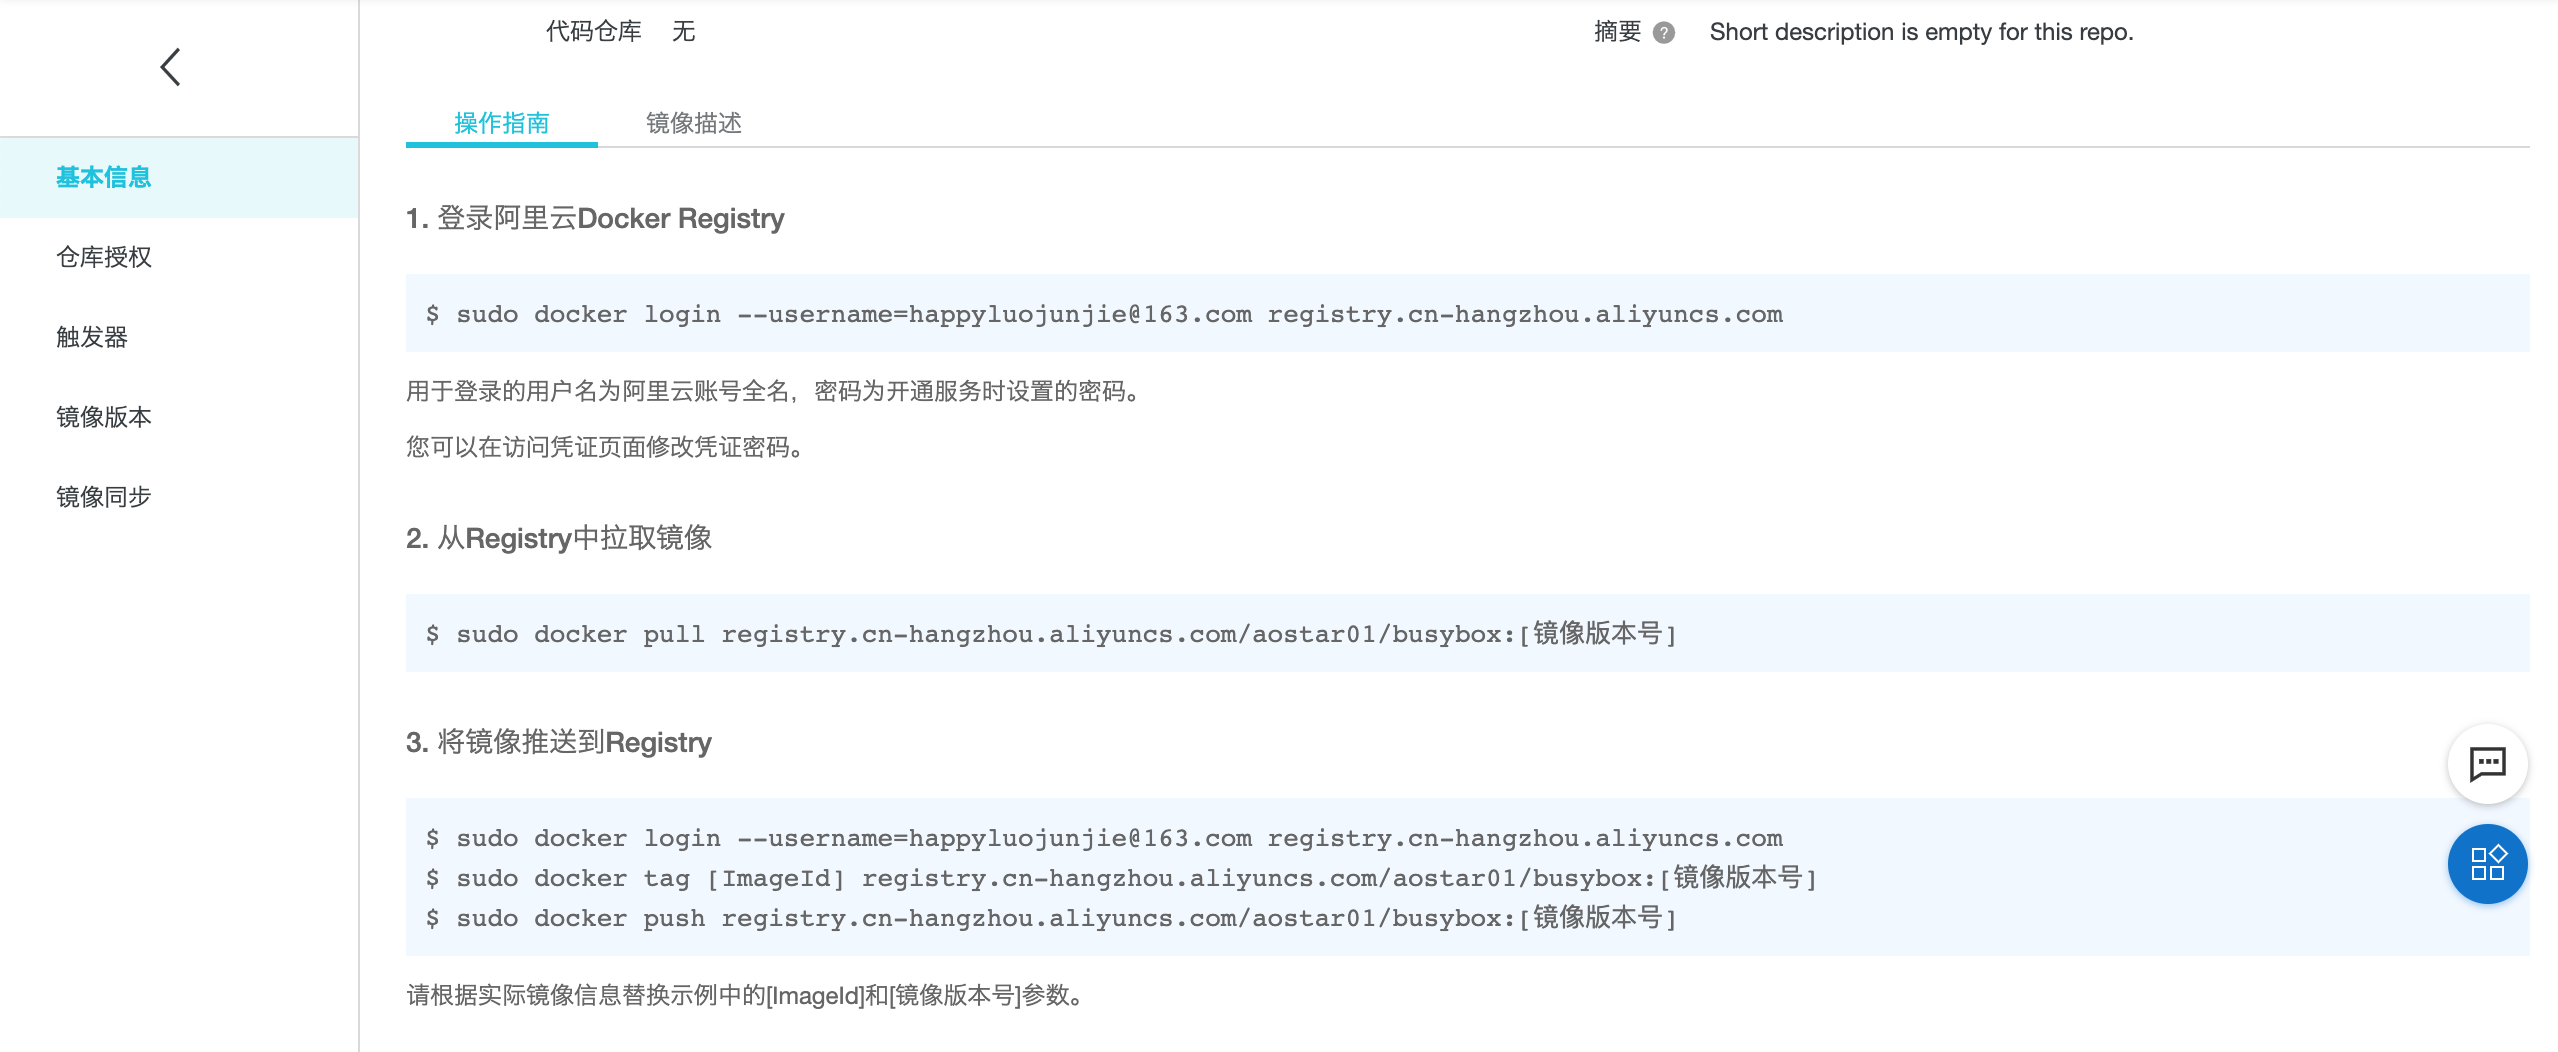 代码仓库 无
摘要 ? Short description is empty for this repo.
操作指南 镜像描述
基本信息
仓库授权
触发器
镜像版本
镜像同步
1. 登录阿里云Docker Registry
$ sudo docker login --username=happyluojunjie@163.com registry.cn-hangzhou.aliyuncs.com
用于登录的用户名为阿里云账号全名，密码为开通服务时设置的密码。
您可以在访问凭证页面修改凭证密码。
2. 从Registry中拉取镜像
$ sudo docker pull registry.cn-hangzhou.aliyuncs.com/aostar01/busybox:[镜像版本号]
3. 将镜像推送到Registry
$ sudo docker login --username=happyluojunjie@163.com registry.cn-hangzhou.aliyuncs.com
$ sudo docker tag [ImageId] registry.cn-hangzhou.aliyuncs.com/aostar01/busybox:[镜像版本号]
$ sudo docker push registry.cn-hangzhou.aliyuncs.com/aostar01/busybox:[镜像版本号]
请根据实际镜像信息替换示例中的[ImageId]和[镜像版本号]参数。